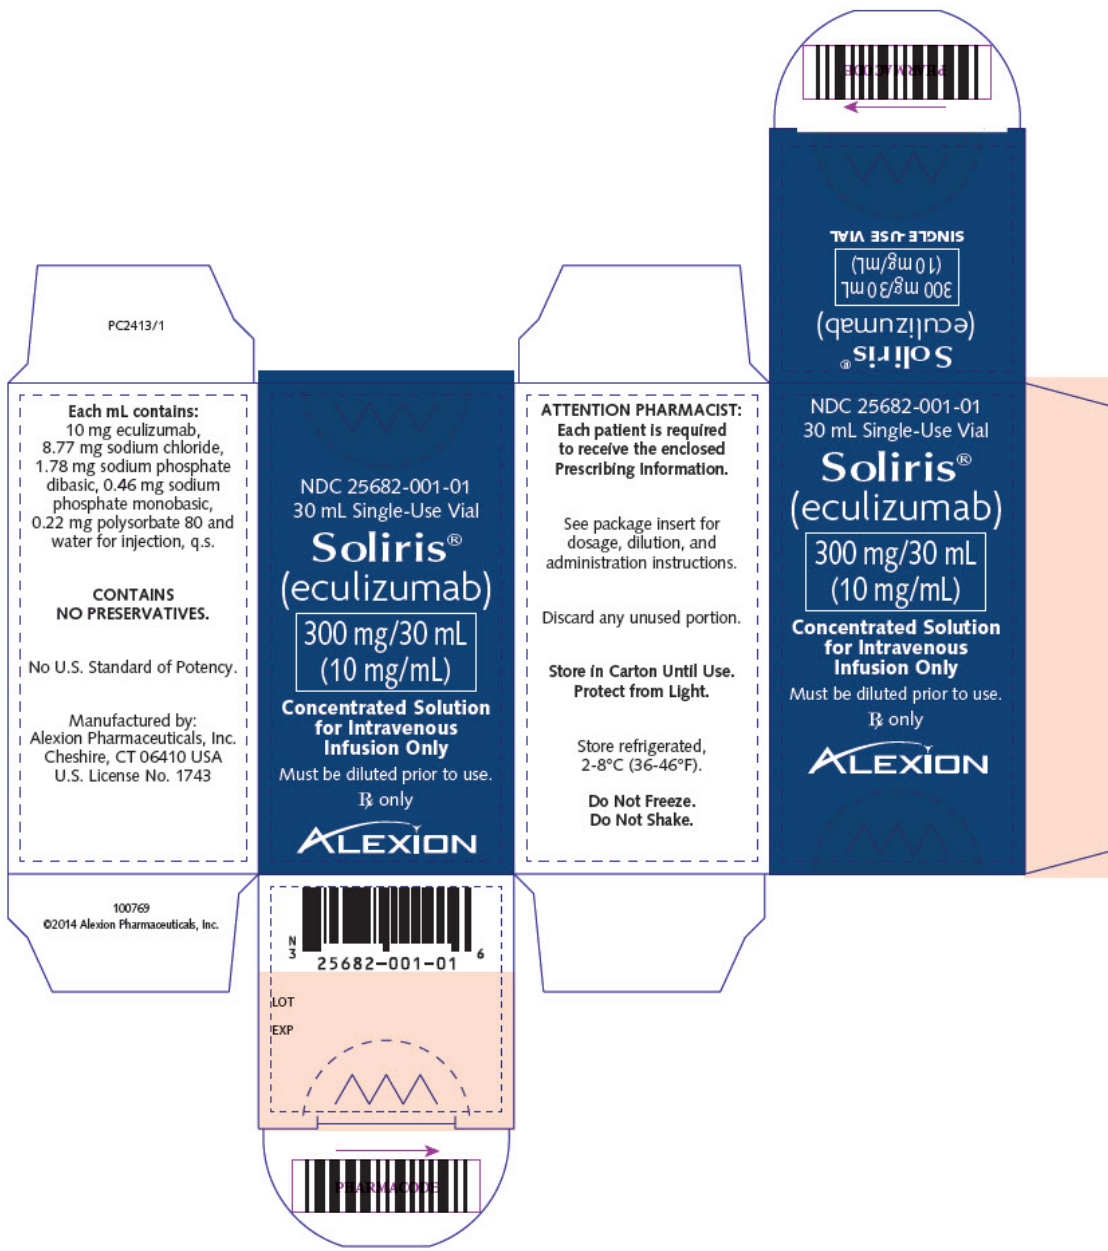 PHARMACODE
SINGLE-USE VIAL
300 mg/30 mL
(10 mg/mL)
Soliris®
(eculizumab)
PC2413/1
Each mL contains:
10 mg eculizumab,
8.77 mg sodium chloride,
1.78 mg sodium phosphate
dibasic, 0.46 mg sodium
phosphate monobasic,
0.22 mg polysorbate 80 and
water for injection, q.s.
CONTAINS
NO PRESERVATIVES.
No U.S. Standard of Potency.
Manufactured by:
Alexion Pharmaceuticals, Inc.
Cheshire, CT 06410 USA
U.S. License No. 1743
100769
©2014 Alexion Pharmaceuticals, Inc.
NDC 25682-001-01
30 mL Single-Use Vial
Soliris®
(eculizumab)
300 mg/30 mL
(10 mg/mL)
Concentrated Solution
for Intravenous
Infusion Only
Must be diluted prior to use.
℞ only
ALEXION
N
3 25682-001-01 6
LOT
EXP
PHARMACODE
ATTENTION PHARMACIST:
Each patient is required
to receive the enclosed
Prescribing Information.
See package insert for
dosage, dilution, and
administration instructions.
Discard any unused portion.
Store in Carton Until Use.
Protect from Light.
Store refrigerated,
2-8°C (36-46°F).
Do Not Freeze.
Do Not Shake.
NDC 25682-001-01
30 mL Single-Use Vial
Soliris®
(eculizumab)
300 mg/30 mL
(10 mg/mL)
Concentrated Solution
for Intravenous
Infusion Only
Must be diluted prior to use.
℞ only
ALEXION